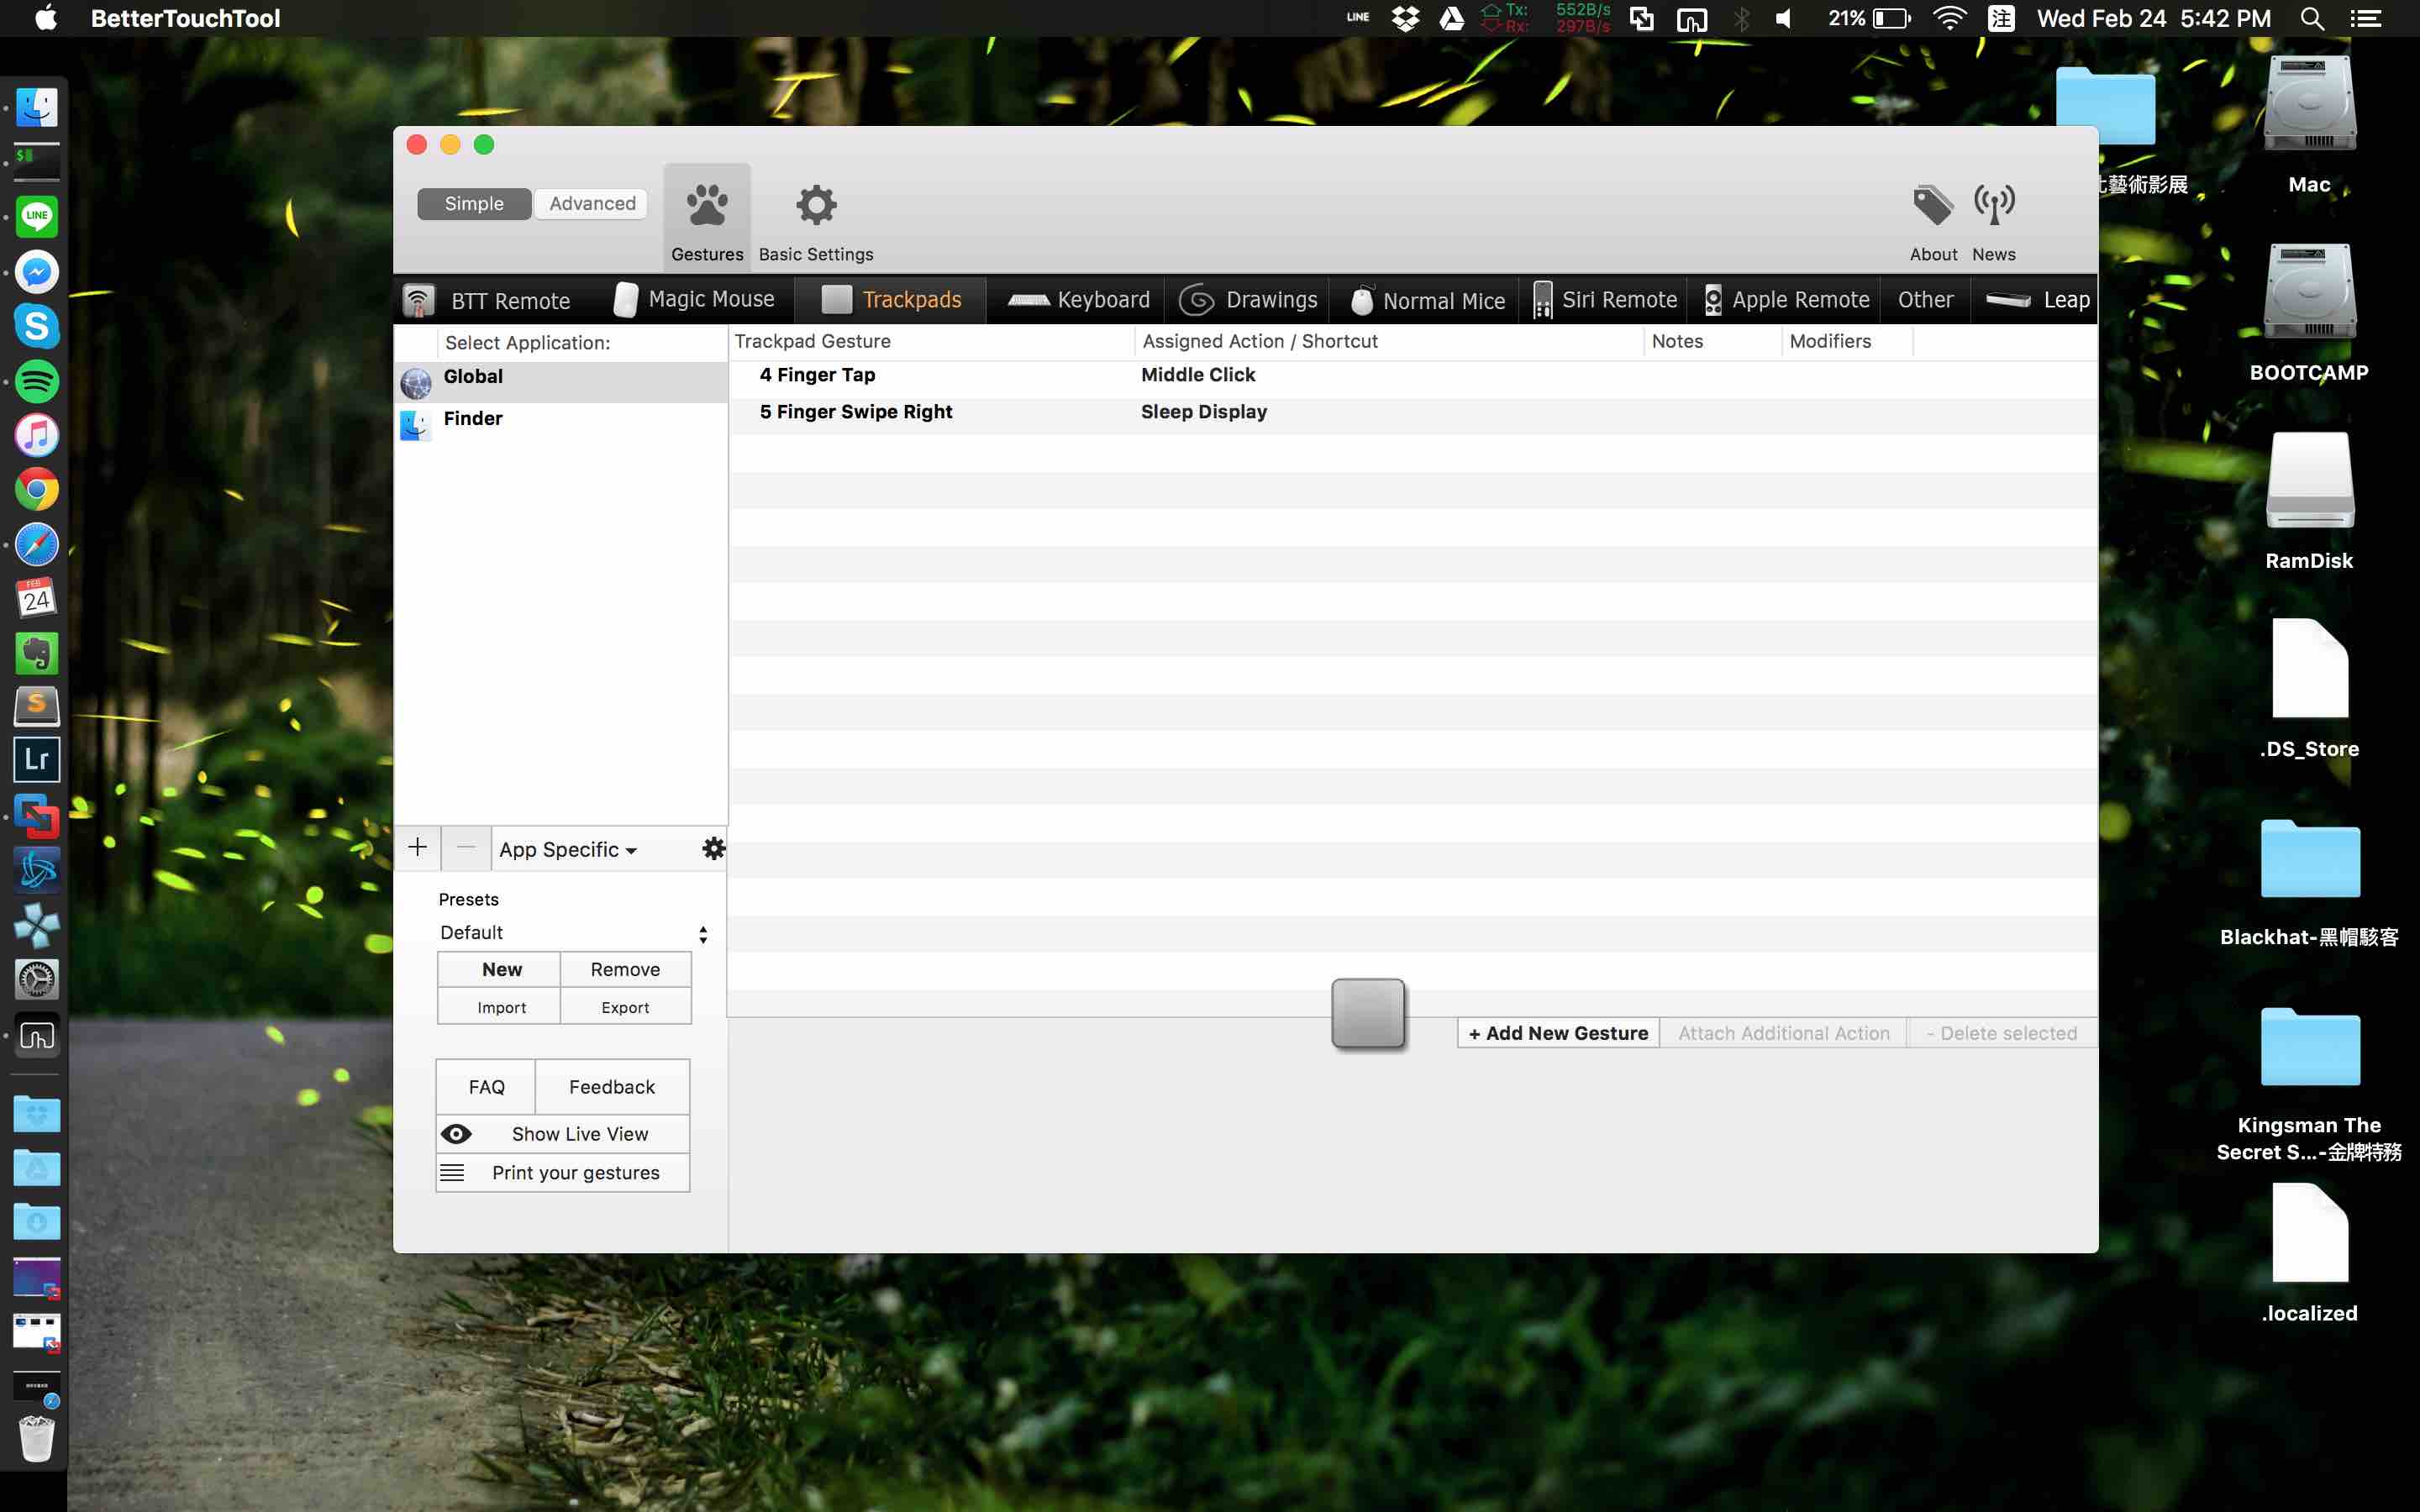 BetterTouchTool
LINE
Tx: 552B/s
Rx: 297B/s
21%
注
Wed Feb 24 5:42 PM
Simple
Advanced
Gestures
Basic Settings
About
News
BTT Remote
Magic Mouse
Trackpads
Keyboard
Drawings
Normal Mice
Siri Remote
Apple Remote
Other
Leap
Select Application:
Trackpad Gesture
Assigned Action / Shortcut
Notes
Modifiers
Global
4 Finger Tap
Middle Click
Finder
5 Finger Swipe Right
Sleep Display
+
−
App Specific
Presets
Default
New
Remove
Import
Export
+ Add New Gesture
Attach Additional Action
- Delete selected
FAQ
Feedback
Show Live View
Print your gestures
藝術影展
Mac
BOOTCAMP
RamDisk
.DS_Store
Blackhat-黑帽駭客
Kingsman The
Secret S...-金牌特務
.localized
$
LINE
S
FEB
24
S
Lr